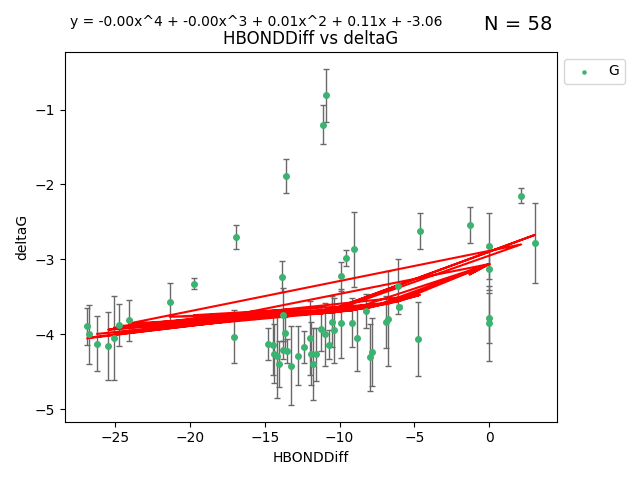 y = -0.00x^4 + -0.00x^3 + 0.01x^2 + 0.11x + -3.06
N = 58
HBONDDiff vs deltaG
G
−1
−2
−3
−4
−5
deltaG
−25
−20
−15
−10
−5
0
HBONDDiff